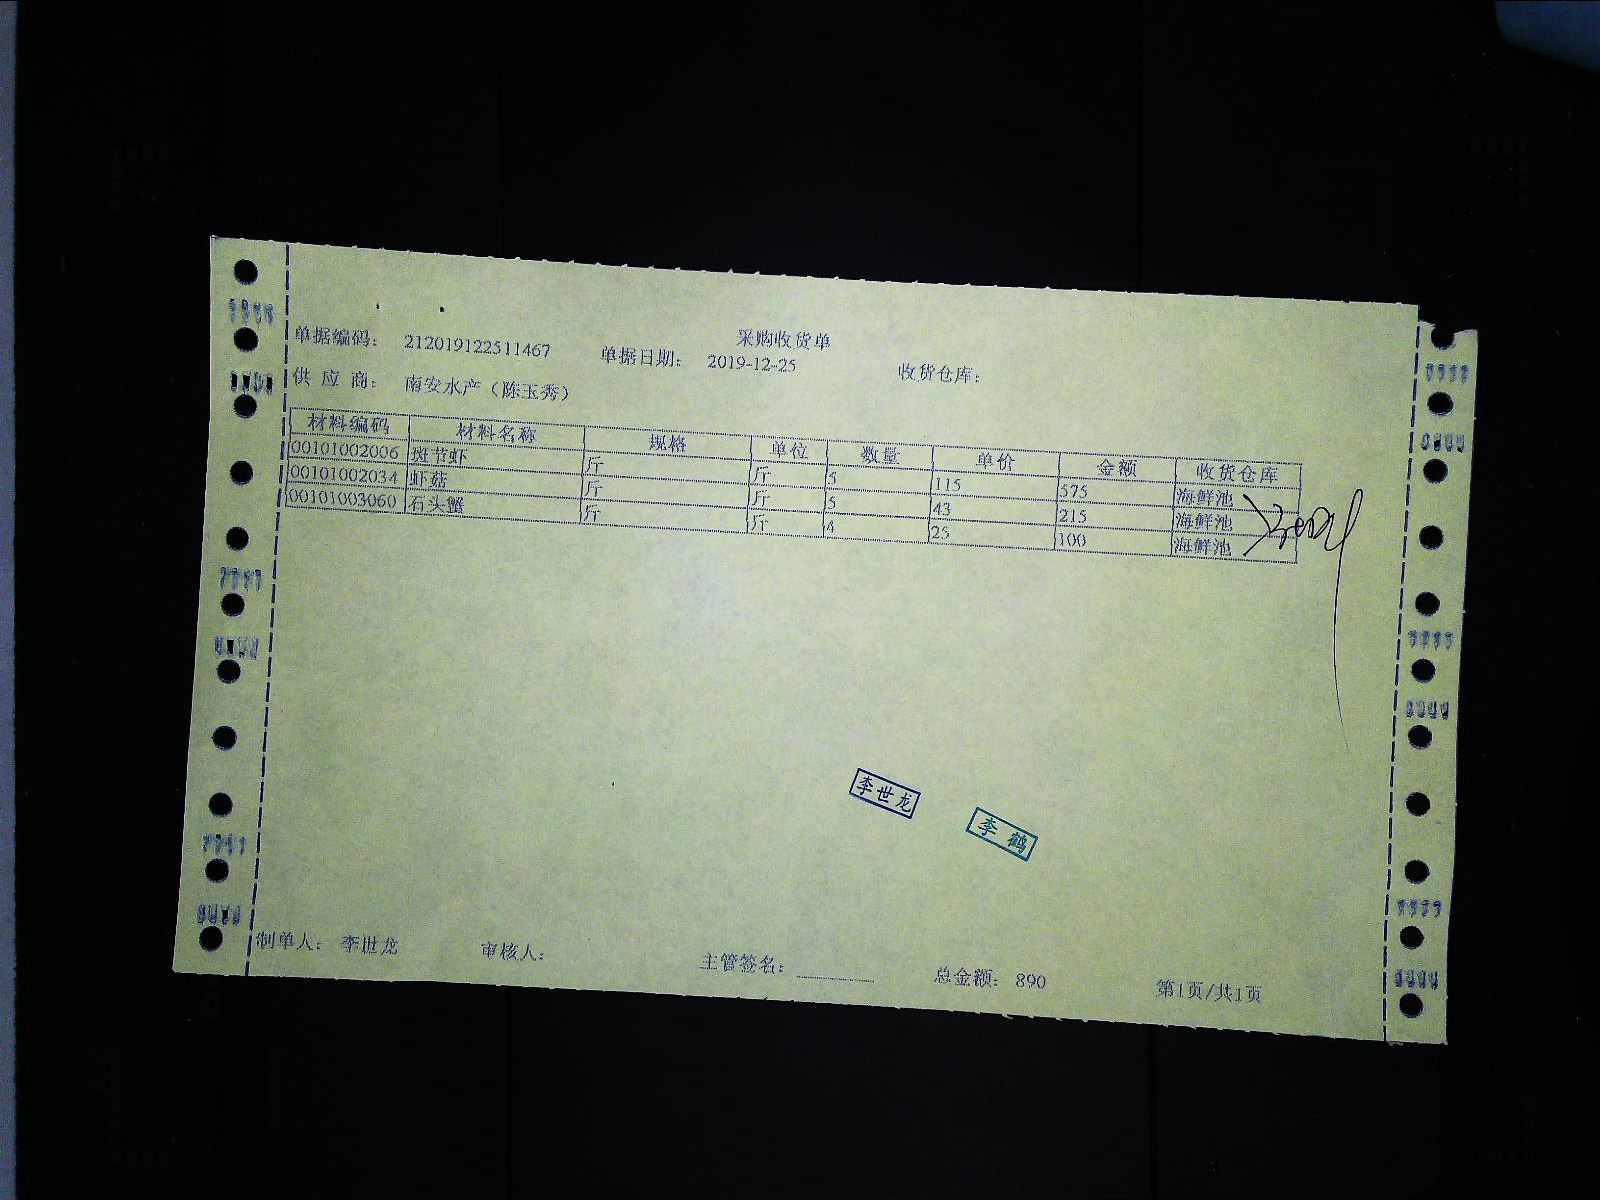 采购收货单
单据编码： 212019122511467 单据日期： 2019-12-25 收货仓库：
供 应 商： 南安水产（陈玉秀）
材料编码 材料名称 规格 单位 数量 单价 金额 收货仓库
00101002006 斑节虾 斤 斤 5 115 575 海鲜池
00101002034 虾菇 斤 斤 5 43 215 海鲜池
00101003060 石头蟹 斤 斤 4 25 100 海鲜池
李世龙
李鹤
制单人： 李世龙 审核人： 主管签名： 总金额： 890 第1页/共1页